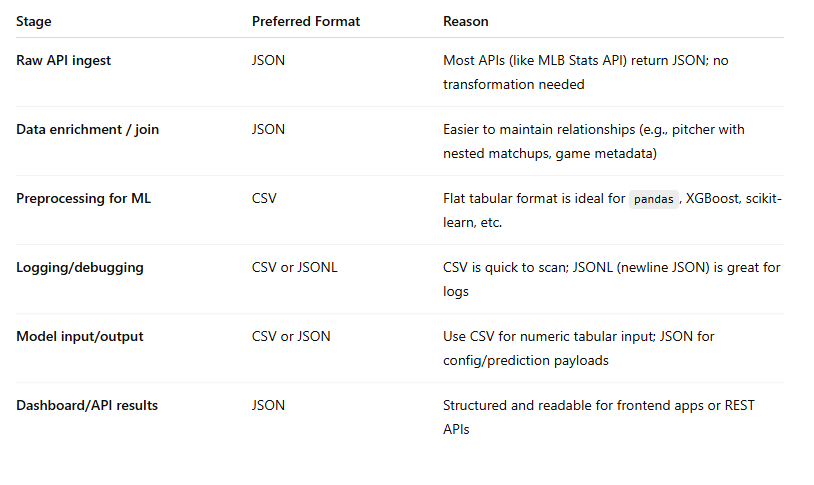 Stage Preferred Format Reason
Raw API ingest JSON Most APIs (like MLB Stats API) return JSON; no
transformation needed
Data enrichment / join JSON Easier to maintain relationships (e.g., pitcher with
nested matchups, game metadata)
Preprocessing for ML CSV Flat tabular format is ideal for pandas, XGBoost, scikit-
learn, etc.
Logging/debugging CSV or JSONL CSV is quick to scan; JSONL (newline JSON) is great for
logs
Model input/output CSV or JSON Use CSV for numeric tabular input; JSON for
config/prediction payloads
Dashboard/API results JSON Structured and readable for frontend apps or REST
APIs